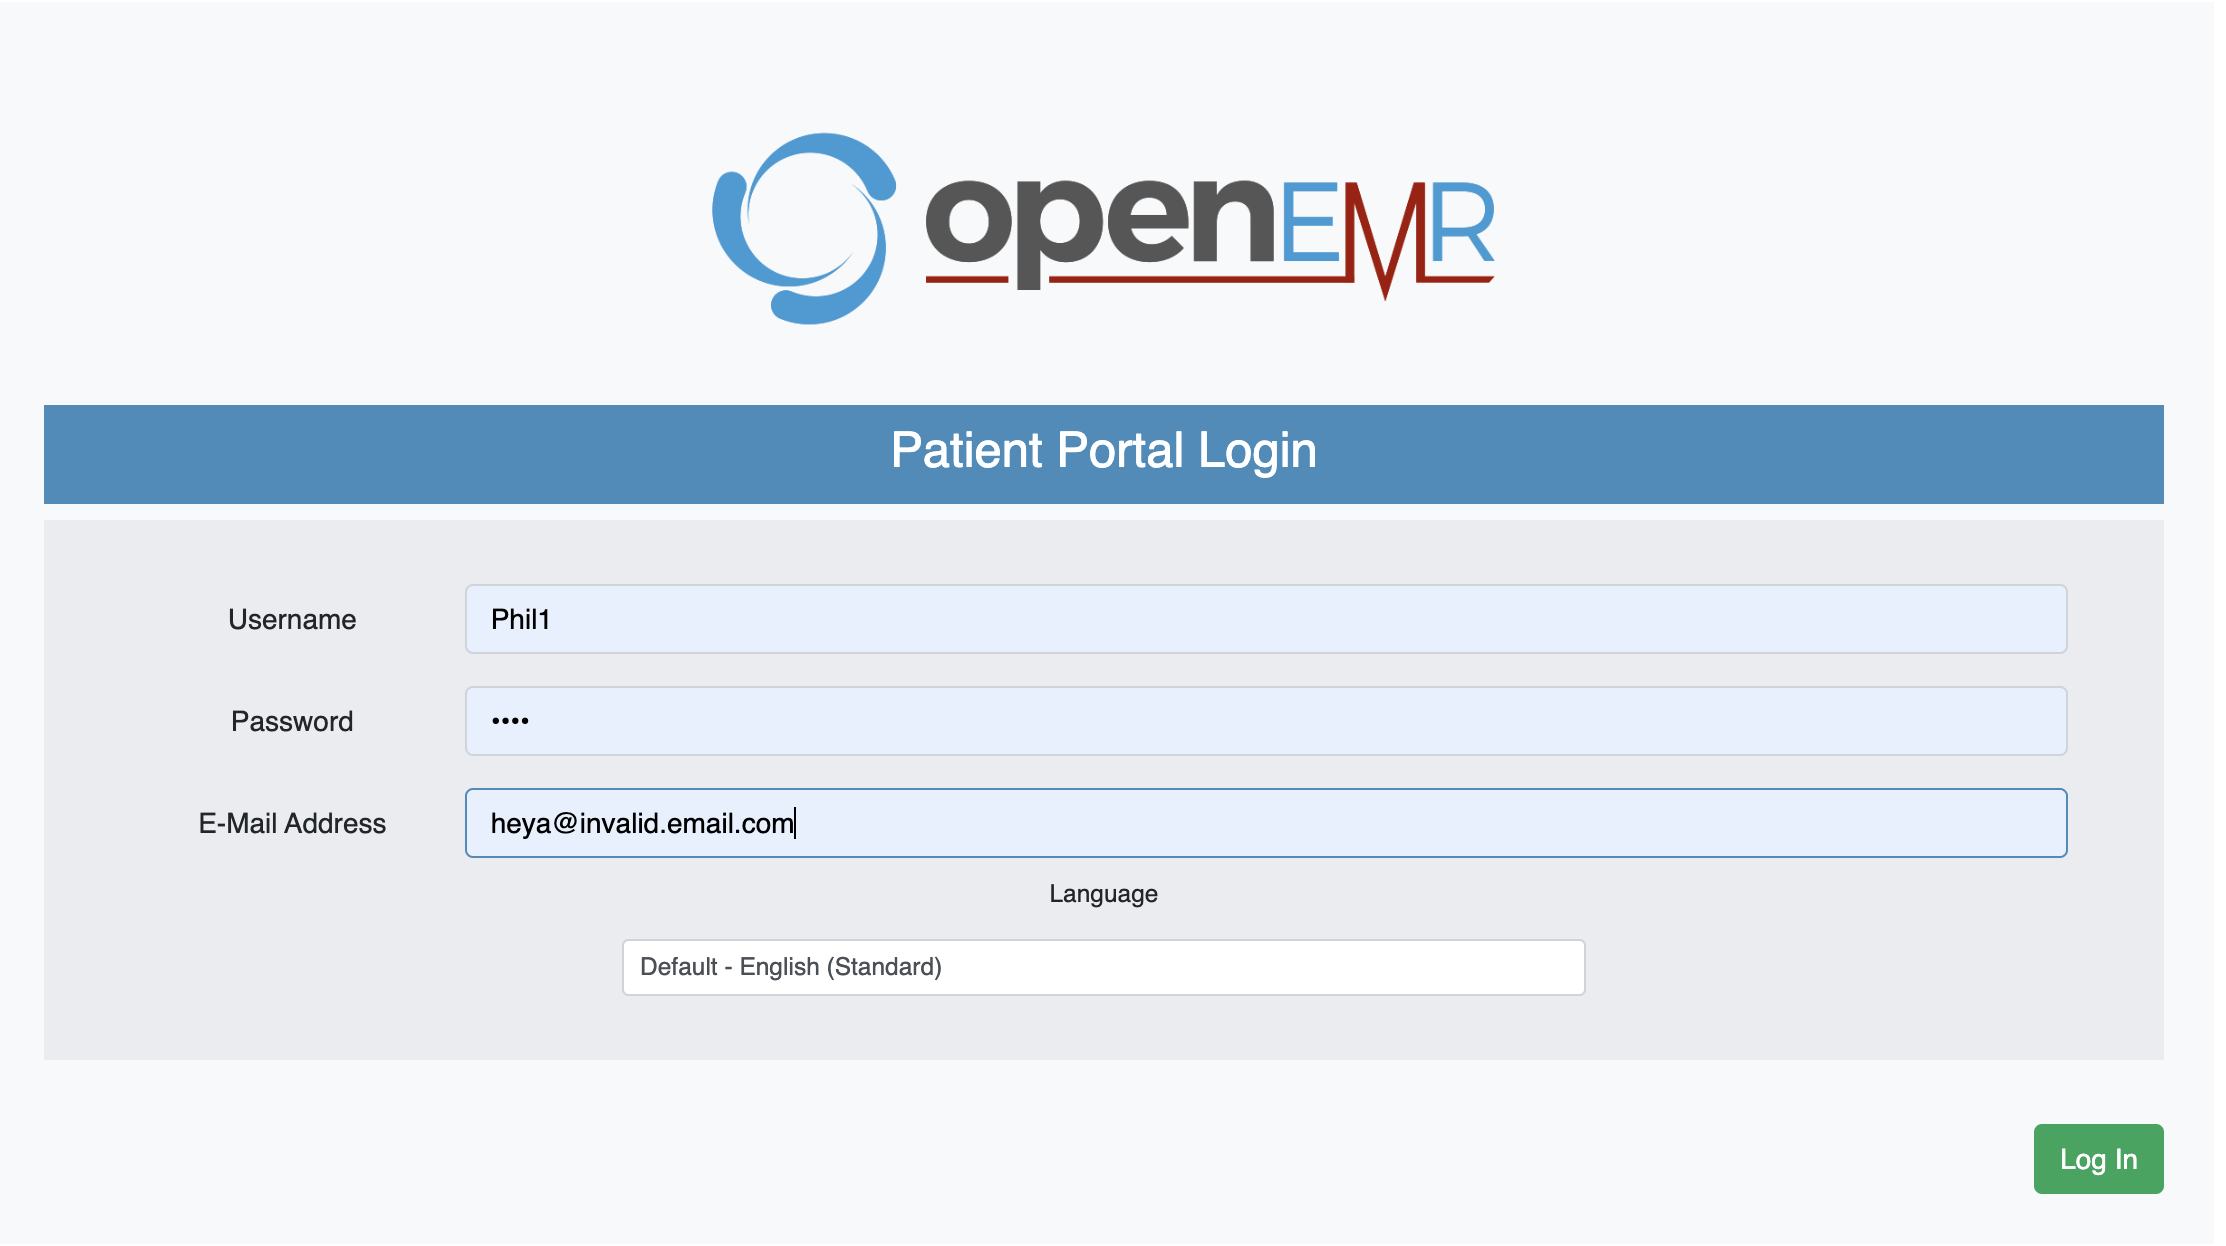 openEMR
Patient Portal Login
Username
Phil1
Password
••••
E-Mail Address
heya@invalid.email.com
Language
Default - English (Standard)
Log In